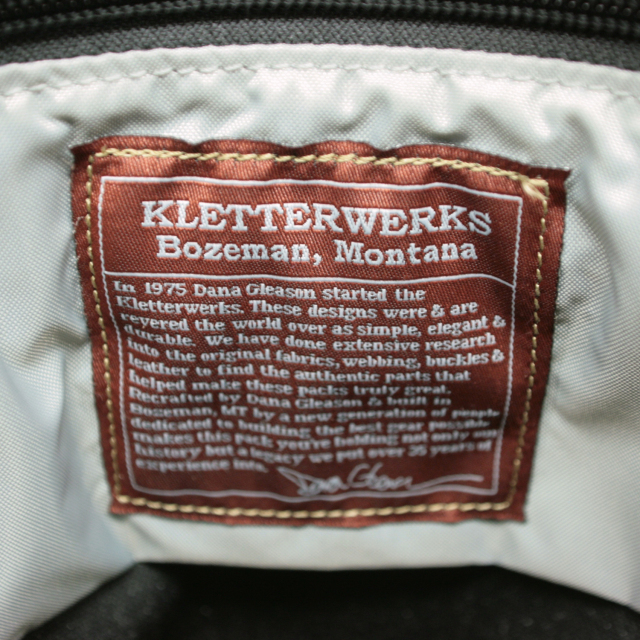 KLETTERWERKS
Bozeman, Montana
In 1975 Dana Gleason started the
Kletterwerks. These designs were & are
reyered the world over as simple, elegant &
durable. We have done extensive research
into the original fabrics, webbing, buckles &
leather to find the authentic parts that
helped make these packs truly great.
Recrafted by Dana Gleason & built in
Bozeman, MT by a new generation of people
dedicated to building the best gear possible
makes this pack you're holding not only our
history but a legacy we put over 35 years of
experience into.
Dana Gleason